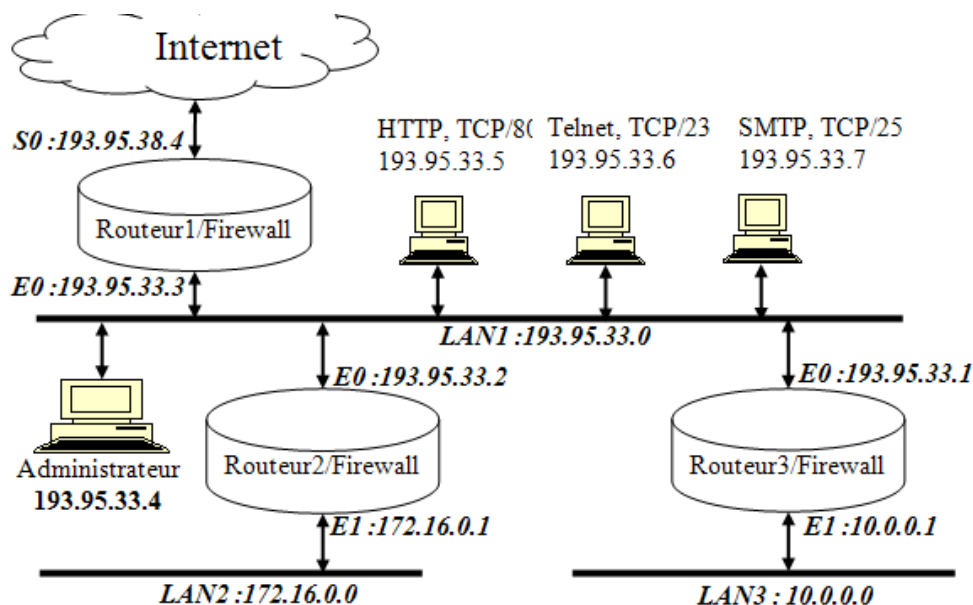 Internet
S0 :193.95.38.4
HTTP, TCP/80
193.95.33.5
Telnet, TCP/23
193.95.33.6
SMTP, TCP/25
193.95.33.7
Routeur1/Firewall
E0 :193.95.33.3
LAN1 :193.95.33.0
E0 :193.95.33.2
E0 :193.95.33.1
Administrateur
193.95.33.4
Routeur2/Firewall
Routeur3/Firewall
E1 :172.16.0.1
E1 :10.0.0.1
LAN2 :172.16.0.0
LAN3 : 10.0.0.0